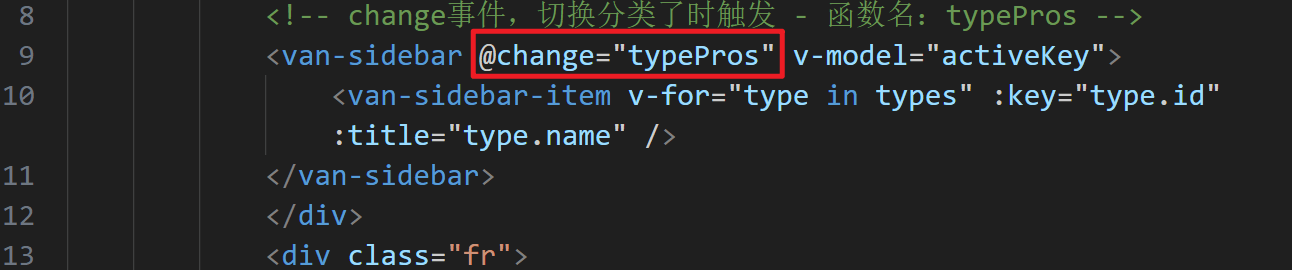 8 <!-- change事件，切换分类了时触发 - 函数名：typePros -->
9 <van-sidebar @change="typePros" v-model="activeKey">
10 <van-sidebar-item v-for="type in types" :key="type.id"
:title="type.name" />
11 </van-sidebar>
12 </div>
13 <div class="fr">